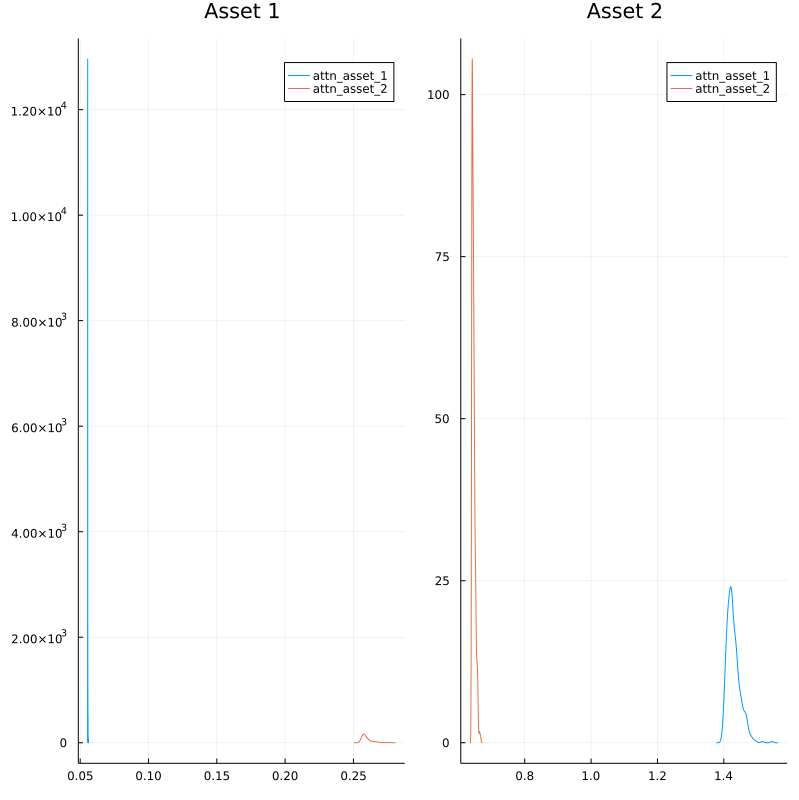 Asset 1
attn_asset_1
attn_asset_2
1.20×10⁴
1.00×10⁴
8.00×10³
6.00×10³
4.00×10³
2.00×10³
0
0.05 0.10 0.15 0.20 0.25
Asset 2
attn_asset_1
attn_asset_2
100
75
50
25
0
0.8 1.0 1.2 1.4